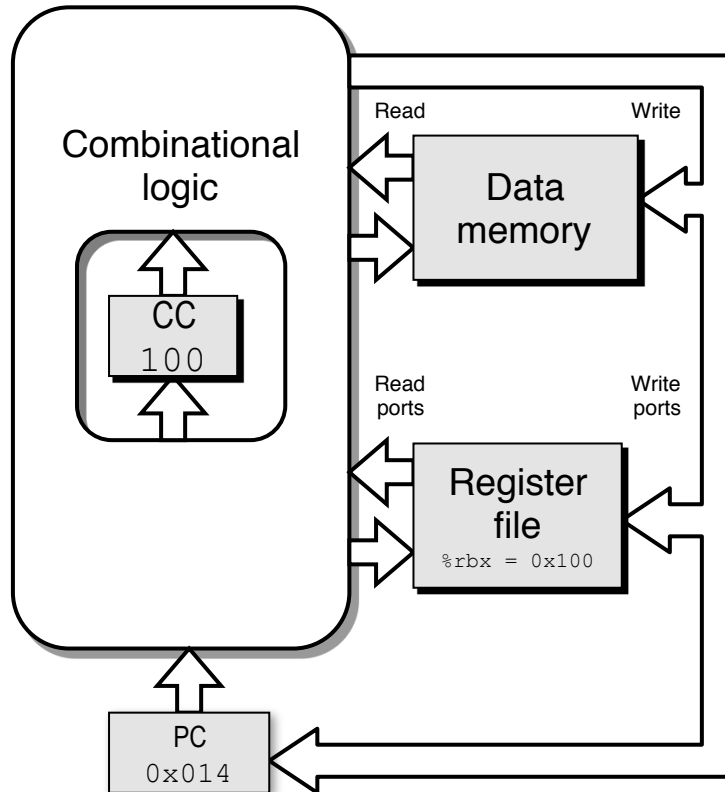 Combinational
logic
CC
100
Read
Write
Data
memory
Read
ports
Write
ports
Register
file
%rbx = 0x100
PC
0x014